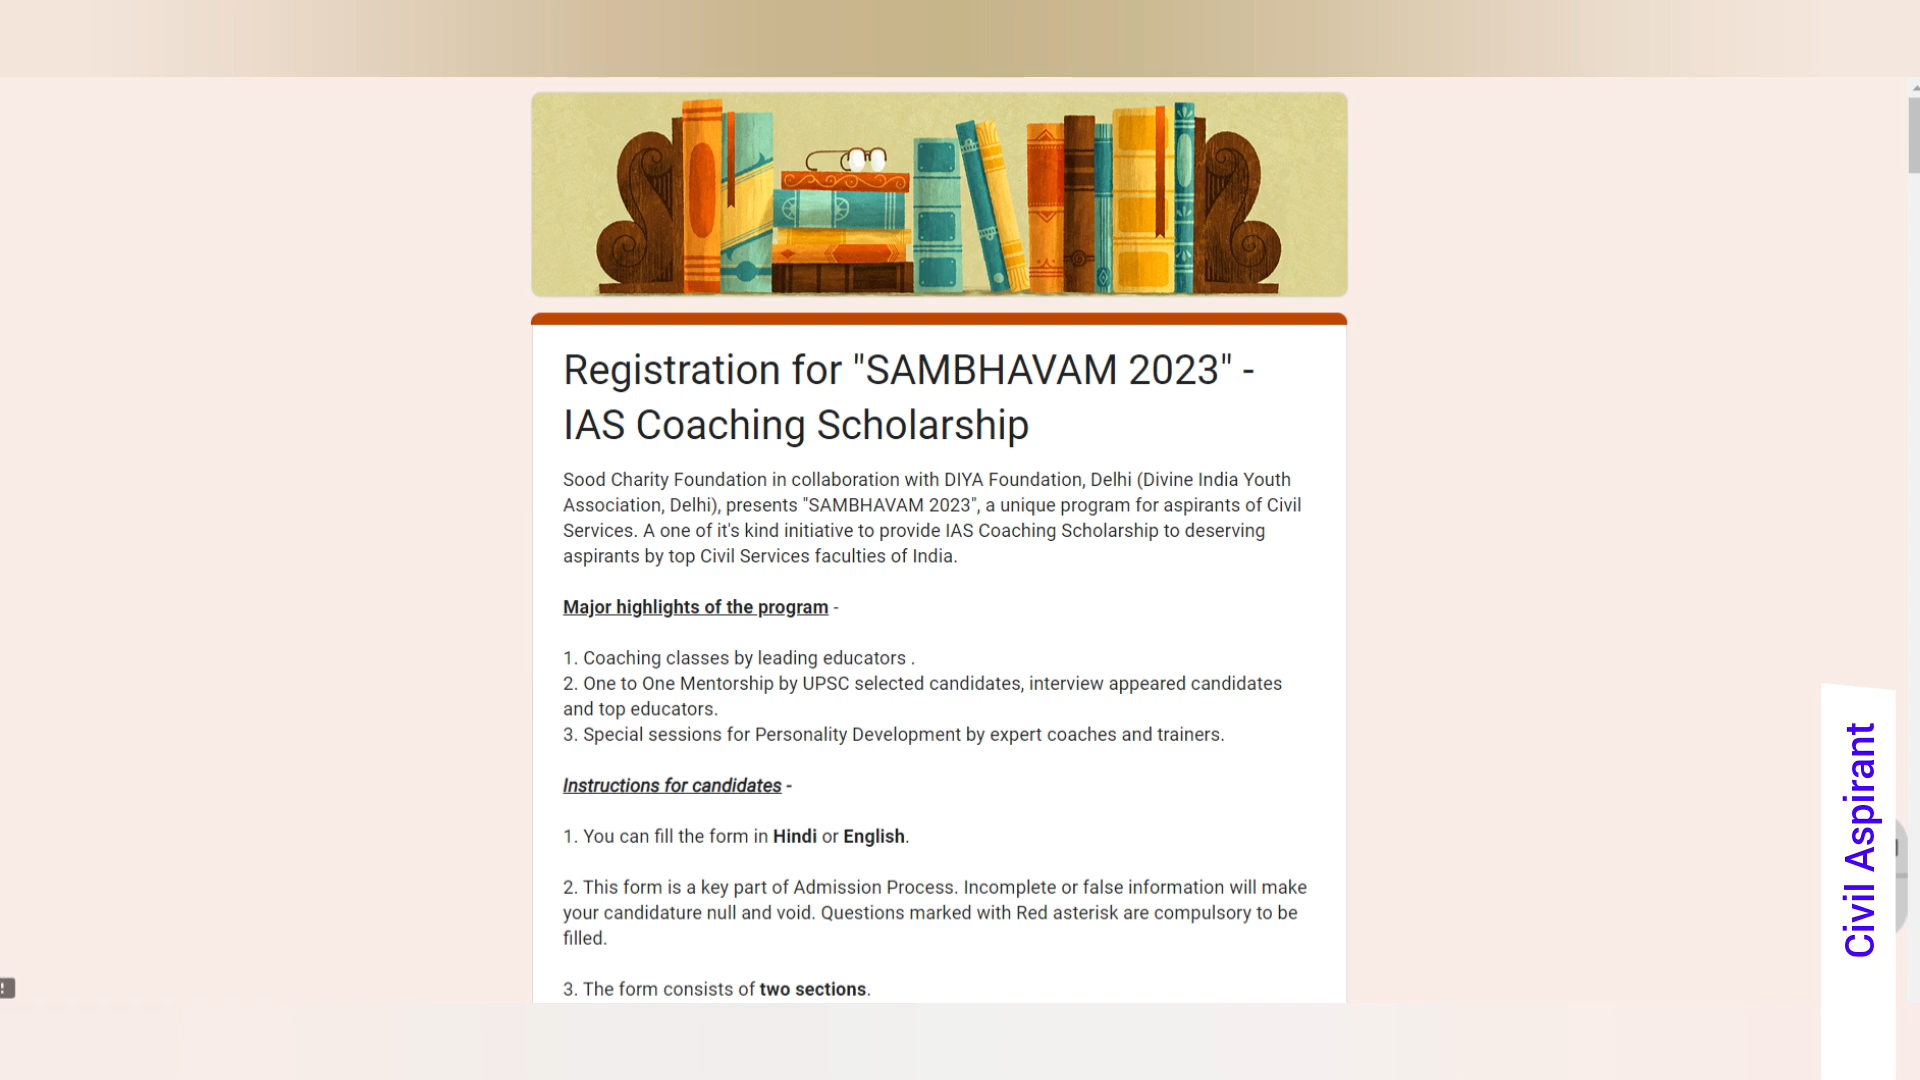 Registration for "SAMBHAVAM 2023" -
IAS Coaching Scholarship
Sood Charity Foundation in collaboration with DIYA Foundation, Delhi (Divine India Youth
Association, Delhi), presents "SAMBHAVAM 2023", a unique program for aspirants of Civil
Services. A one of it's kind initiative to provide IAS Coaching Scholarship to deserving
aspirants by top Civil Services faculties of India.
Major highlights of the program -
1. Coaching classes by leading educators .
2. One to One Mentorship by UPSC selected candidates, interview appeared candidates
and top educators.
3. Special sessions for Personality Development by expert coaches and trainers.
Instructions for candidates -
1. You can fill the form in Hindi or English.
2. This form is a key part of Admission Process. Incomplete or false information will make
your candidature null and void. Questions marked with Red asterisk are compulsory to be
filled.
3. The form consists of two sections.
Civil Aspirant